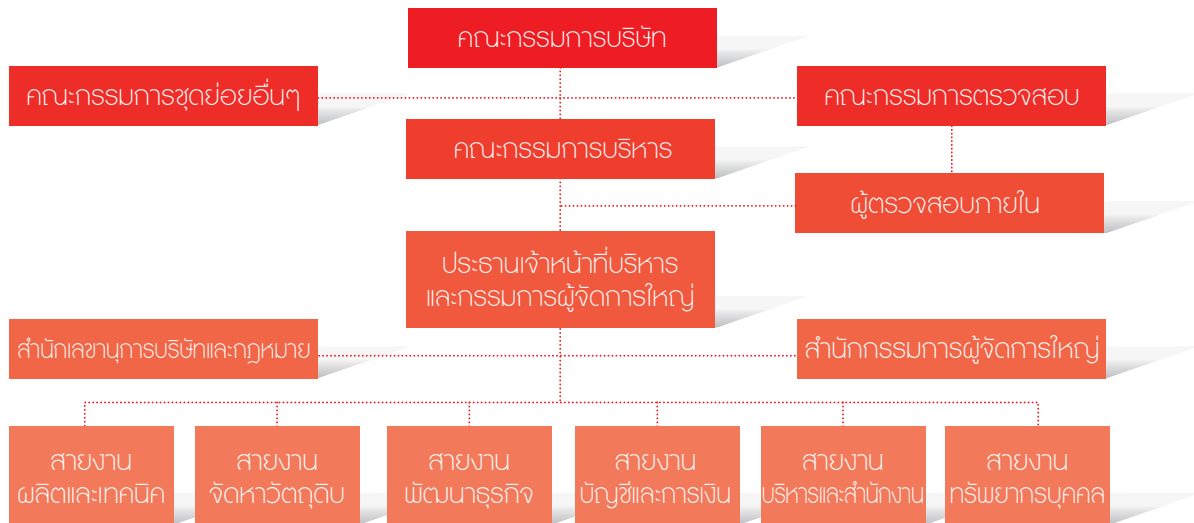 คณะกรรมการบริษัท
คณะกรรมการชุดย่อยอื่นๆ
คณะกรรมการตรวจสอบ
คณะกรรมการบริหาร
ผู้ตรวจสอบภายใน
ประธานเจ้าหน้าที่บริหาร
และกรรมการผู้จัดการใหญ่
สำนักเลขานุการบริษัทและกฎหมาย
สำนักกรรมการผู้จัดการใหญ่
สายงาน
ผลิตและเทคนิค
สายงาน
จัดหาวัตถุดิบ
สายงาน
พัฒนาธุรกิจ
สายงาน
บัญชีและการเงิน
สายงาน
บริหารและสำนักงาน
สายงาน
ทรัพยากรบุคคล